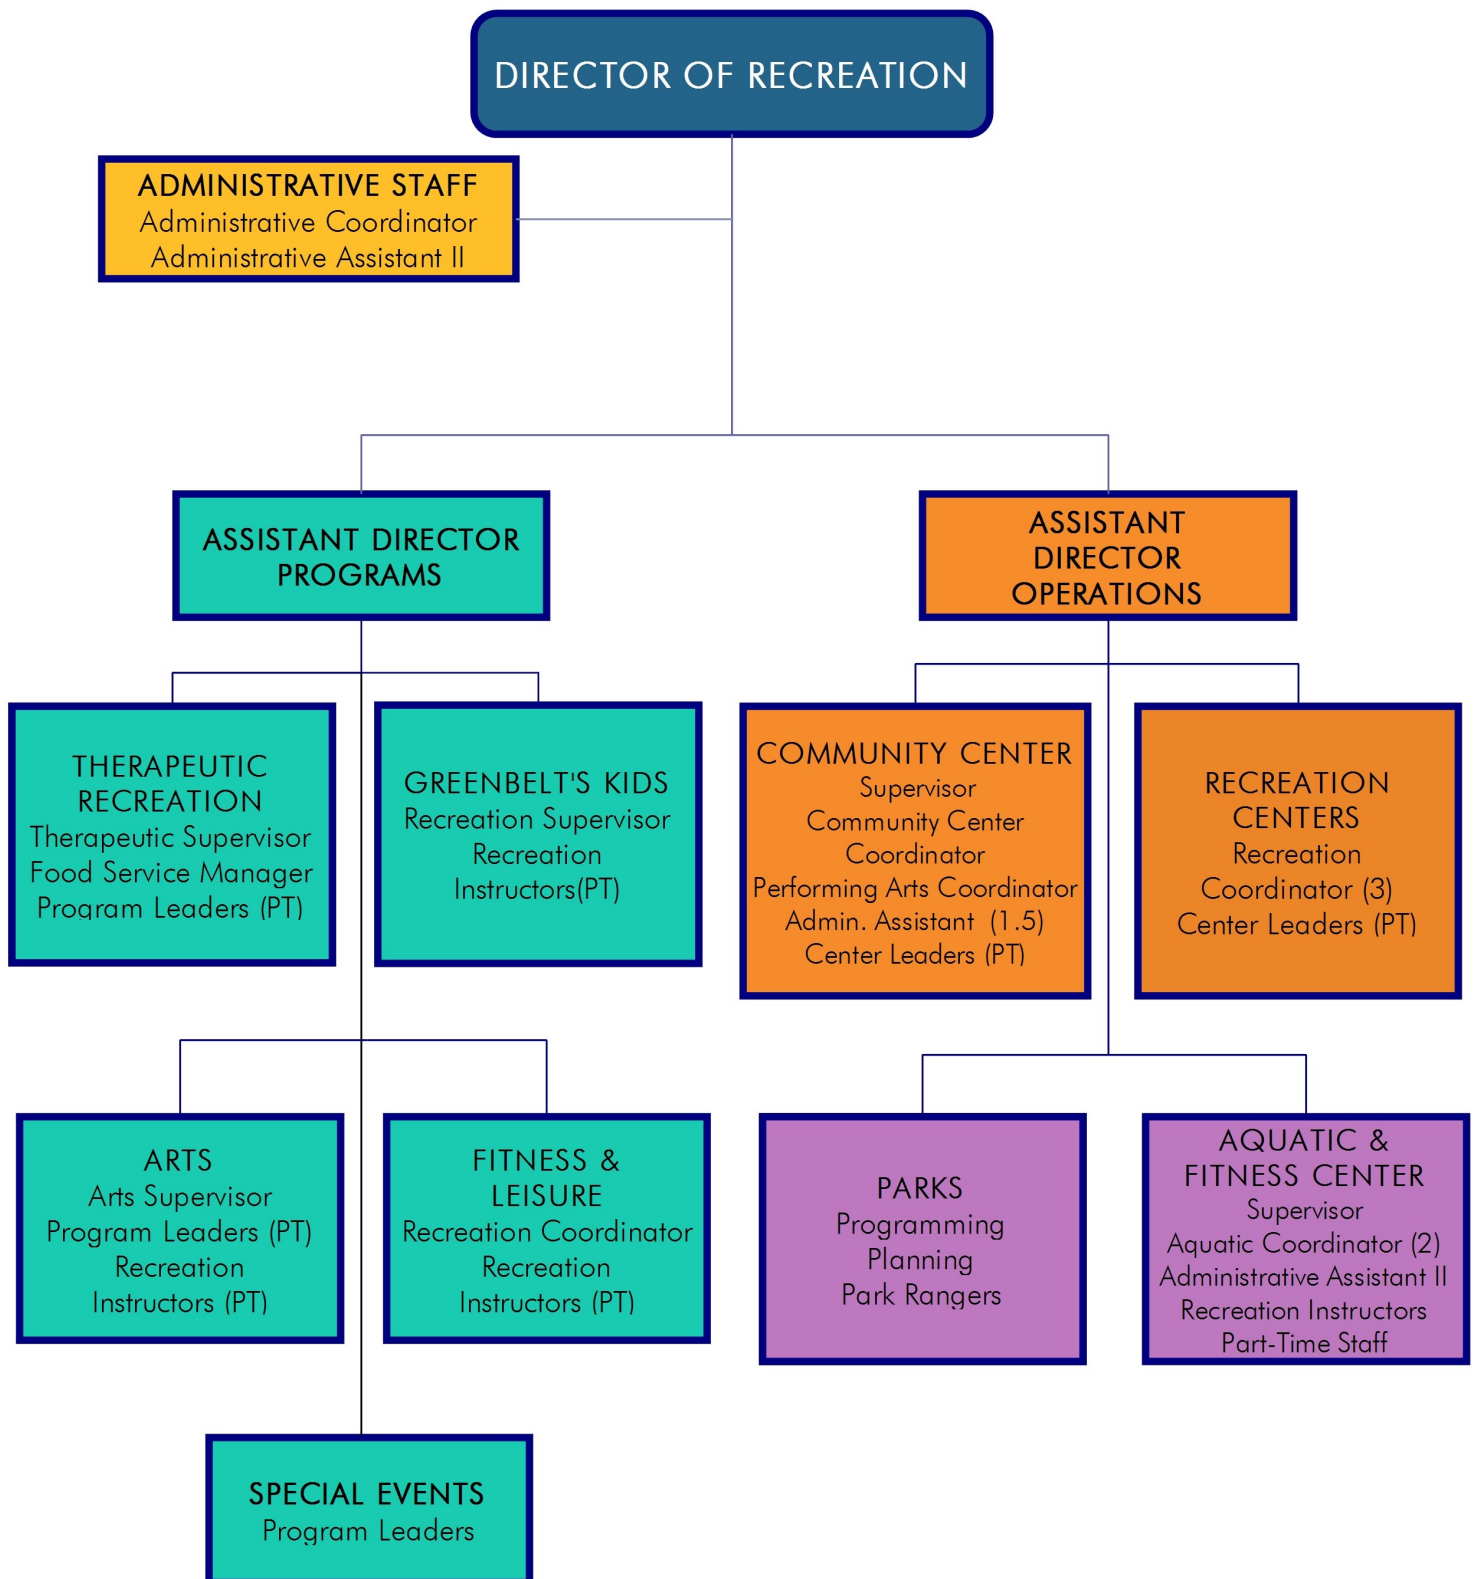 DIRECTOR OF RECREATION
ADMINISTRATIVE STAFF
Administrative Coordinator
Administrative Assistant II
ASSISTANT DIRECTOR
PROGRAMS
ASSISTANT
DIRECTOR
OPERATIONS
THERAPEUTIC
RECREATION
Therapeutic Supervisor
Food Service Manager
Program Leaders (PT)
GREENBELT'S KIDS
Recreation Supervisor
Recreation
Instructors(PT)
COMMUNITY CENTER
Supervisor
Community Center
Coordinator
Performing Arts Coordinator
Admin. Assistant (1.5)
Center Leaders (PT)
RECREATION
CENTERS
Recreation
Coordinator (3)
Center Leaders (PT)
ARTS
Arts Supervisor
Program Leaders (PT)
Recreation
Instructors (PT)
FITNESS &
LEISURE
Recreation Coordinator
Recreation
Instructors (PT)
PARKS
Programming
Planning
Park Rangers
AQUATIC &
FITNESS CENTER
Supervisor
Aquatic Coordinator (2)
Administrative Assistant II
Recreation Instructors
Part-Time Staff
SPECIAL EVENTS
Program Leaders